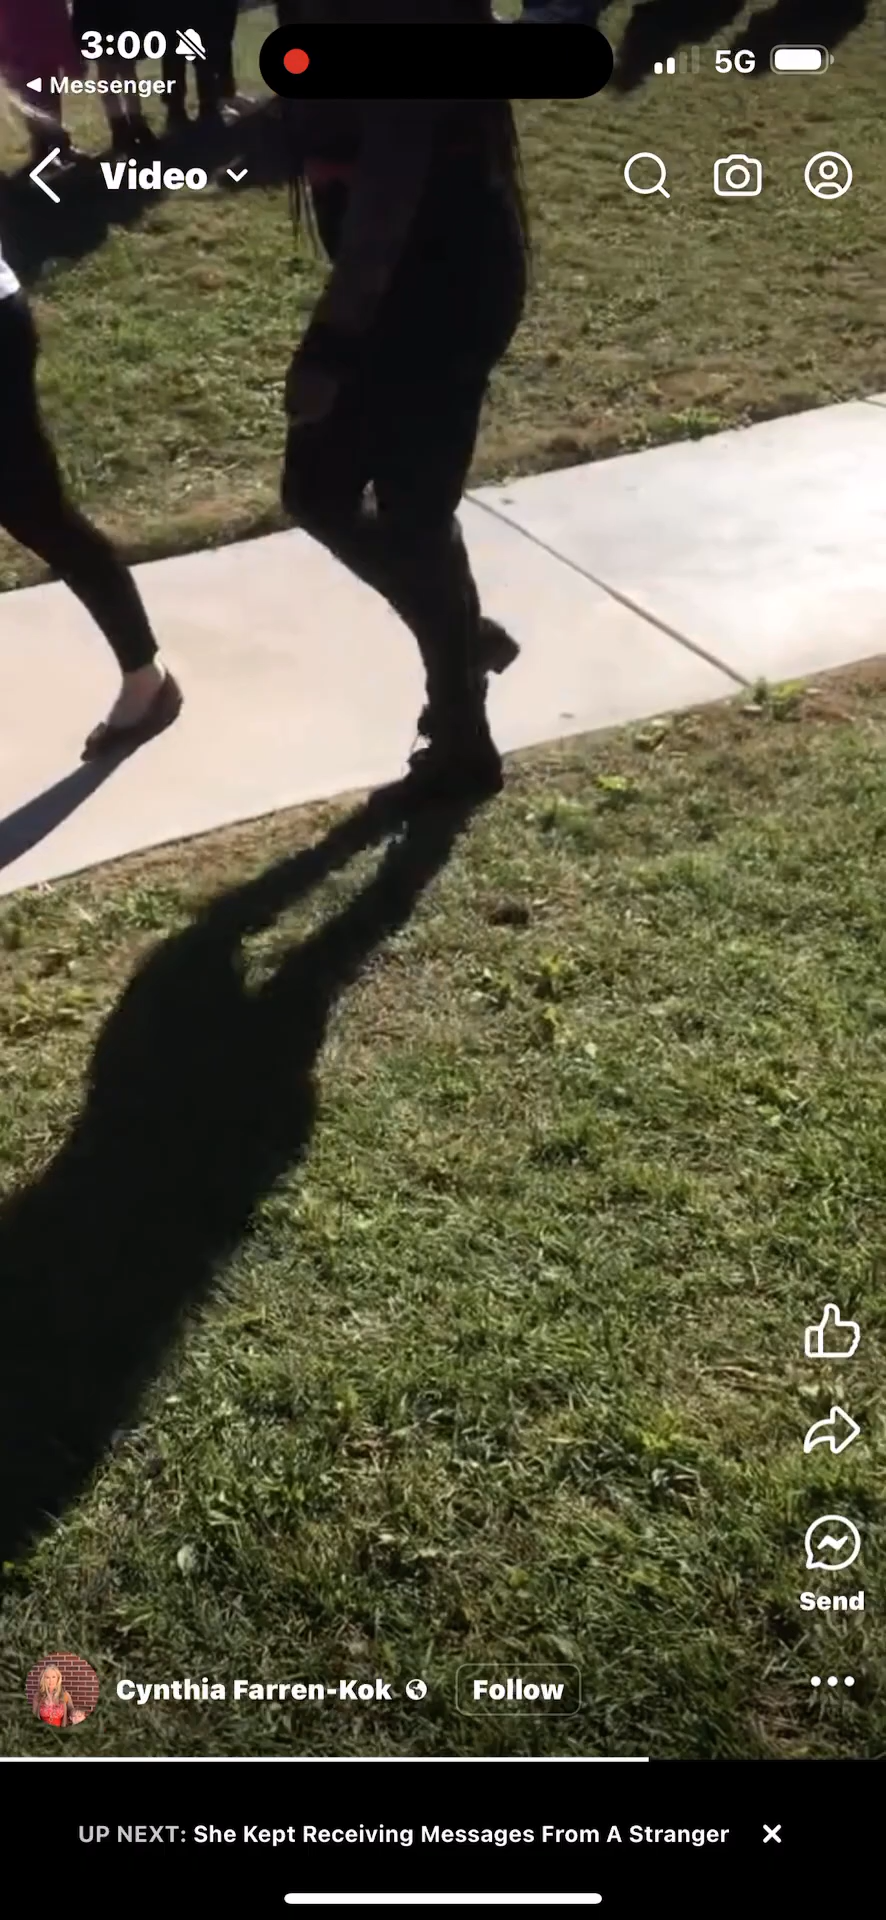 3:00
5G
Messenger
Video
Send
Cynthia Farren-Kok
Follow
UP NEXT: She Kept Receiving Messages From A Stranger